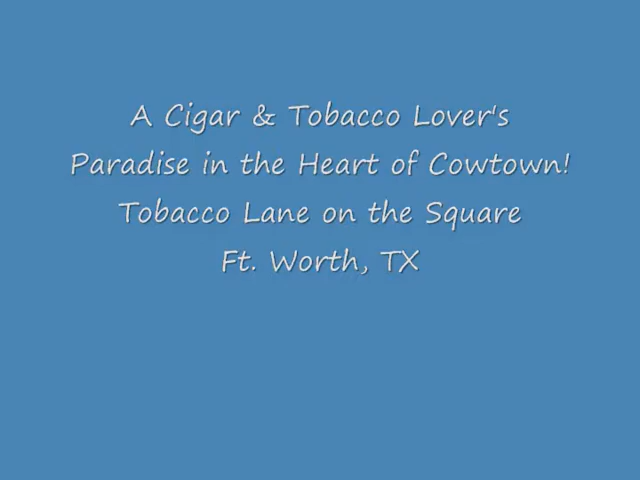 A Cigar & Tobacco Lover's
Paradise in the Heart of Cowtown!
Tobacco Lane on the Square
Ft. Worth, TX